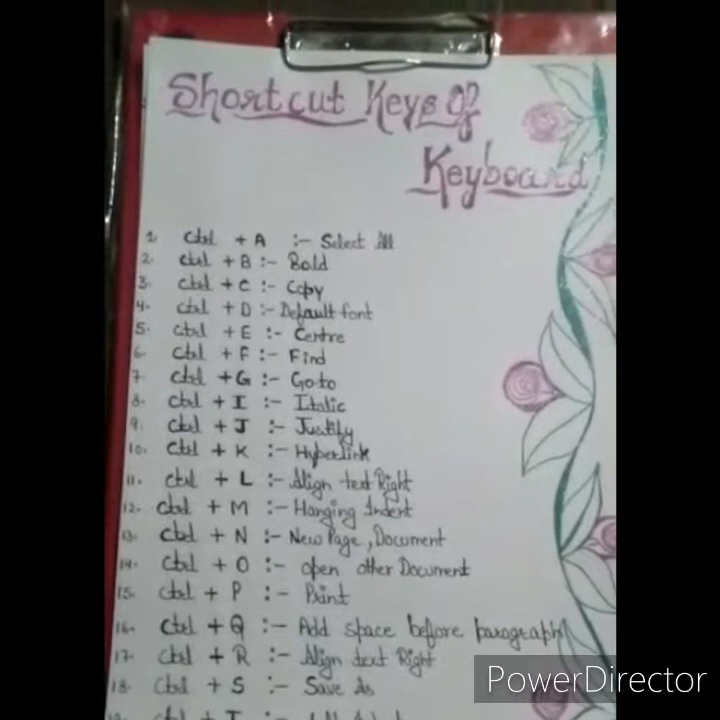 Shortcut Keys Of
Keyboard
1. Ctrl + A :- Select All
2. Ctrl + B :- Bold
3. Ctrl + C :- Copy
4. Ctrl + D :- Default font
5. Ctrl + E :- Centre
6. Ctrl + F :- Find
7. Ctrl + G :- Goto
8. Ctrl + I :- Italic
9. Ctrl + J :- Justify
10. Ctrl + K :- Hyperlink
11. Ctrl + L :- Align text Right
12. Ctrl + M :- Hanging Indent
13. Ctrl + N :- New Page, Document
14. Ctrl + O :- open other Document
15. Ctrl + P :- Print
16. Ctrl + Q :- Add space before paragraph
17. Ctrl + R :- Align text Right
18. Ctrl + S :- Save As
PowerDirector